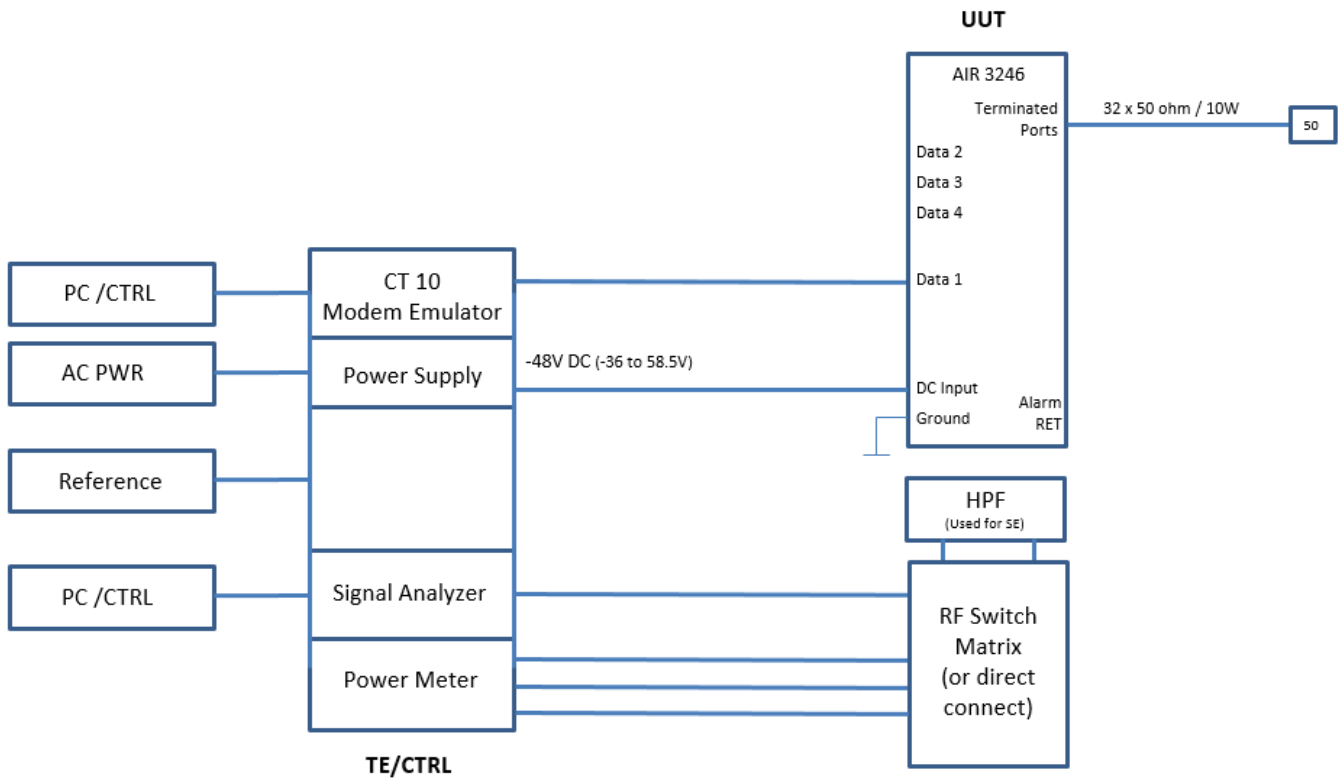 UUT
AIR 3246
Terminated
Ports
32 x 50 ohm / 10W
50
Data 2
Data 3
Data 4
Data 1
PC /CTRL
CT 10
Modem Emulator
AC PWR
Power Supply
-48V DC (-36 to 58.5V)
DC Input
Ground
Alarm
RET
Reference
HPF
(Used for SE)
PC /CTRL
Signal Analyzer
RF Switch
Matrix
(or direct
connect)
Power Meter
TE/CTRL